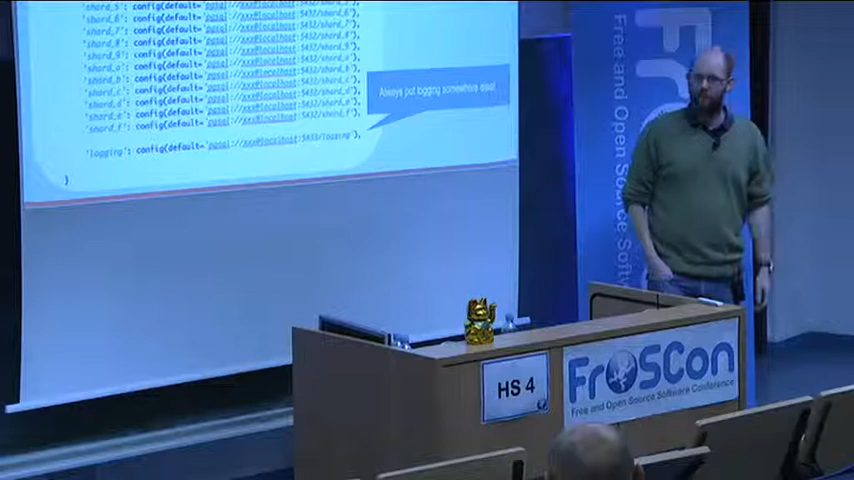 'shard_5': config(default= 'pgsql://xxx@localhost:5432/shard_5'),
'shard_6': config(default= 'pgsql://xxx@localhost:5432/shard_6'),
'shard_7': config(default= 'pgsql://xxx@localhost:5432/shard_7'),
'shard_8': config(default= 'pgsql://xxx@localhost:5432/shard_8'),
'shard_9': config(default= 'pgsql://xxx@localhost:5432/shard_9'),
'shard_a': config(default= 'pgsql://xxx@localhost:5432/shard_a'),
'shard_b': config(default= 'pgsql://xxx@localhost:5432/shard_b'),
'shard_c': config(default= 'pgsql://xxx@localhost:5432/shard_c'),
'shard_d': config(default= 'pgsql://xxx@localhost:5432/shard_d'),
'shard_e': config(default= 'pgsql://xxx@localhost:5432/shard_e'),
'shard_f': config(default= 'pgsql://xxx@localhost:5432/shard_f'),
'logging': config(default= 'pgsql://xxx@localhost:5432/logging'),
}
Always put logging somewhere else!
Free and Open Source Software
HS 4
FrOSCon
Free and Open Source Software Conference